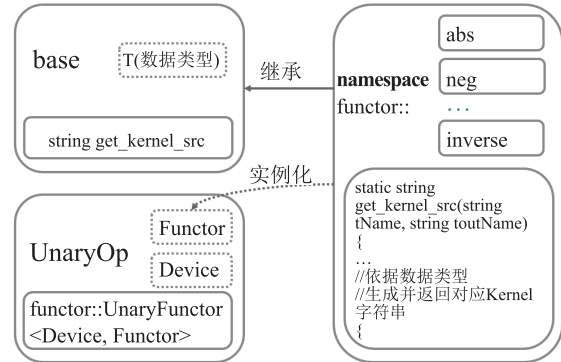 base
T(数据类型)
string get_kernel_src
继承
namespace
functor::
abs
neg
...
inverse
实例化
UnaryOp
Functor
Device
functor::UnaryFunctor
<Device, Functor>
static string
get_kernel_src(string
tName, string toutName)
{
...
//依据数据类型
//生成并返回对应Kernel
字符串
{